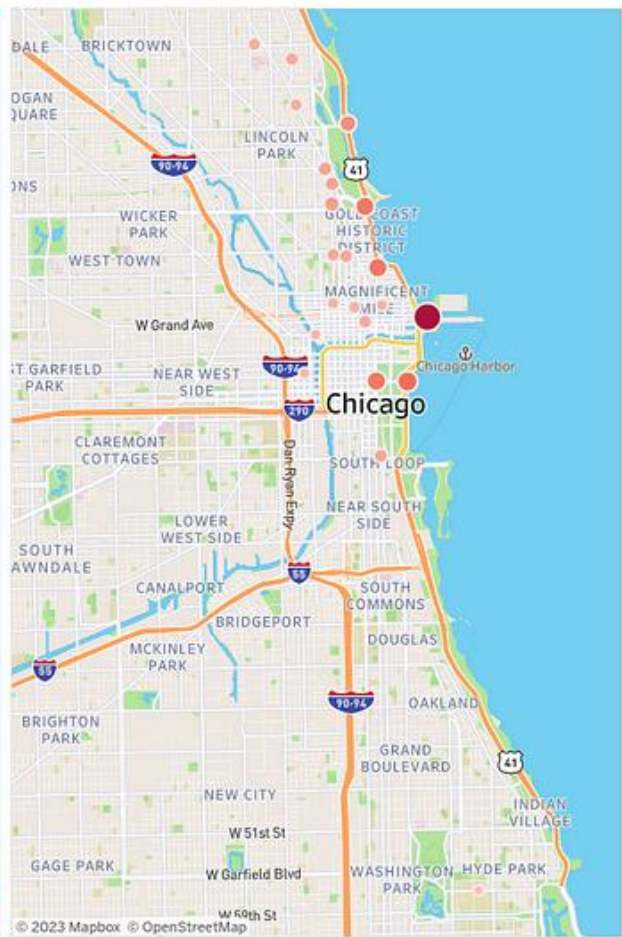 DALE
BRICKTOWN
OGAN
QUARE
LINCOLN
PARK
90-94
41
ONS
WICKER
PARK
GOLD COAST
HISTORIC
DISTRICT
WEST TOWN
MAGNIFICENT
MILE
W Grand Ave
ST GARFIELD
PARK
NEAR WEST
SIDE
90-94
Chicago Harbor
290
Chicago
CLAREMONT
COTTAGES
Dan Ryan Expy
SOUTH LOOP
LOWER
WEST SIDE
NEAR SOUTH
SIDE
SOUTH
AWNDALE
55
CANALPORT
SOUTH
COMMONS
BRIDGEPORT
DOUGLAS
MCKINLEY
PARK
55
90-94
OAKLAND
BRIGHTON
PARK
GRAND
BOULEVARD
41
NEW CITY
INDIAN
VILLAGE
W 51st St
GAGE PARK
W Garfield Blvd
WASHINGTON
PARK
HYDE PARK
W 59th St
© 2023 Mapbox © OpenStreetMap